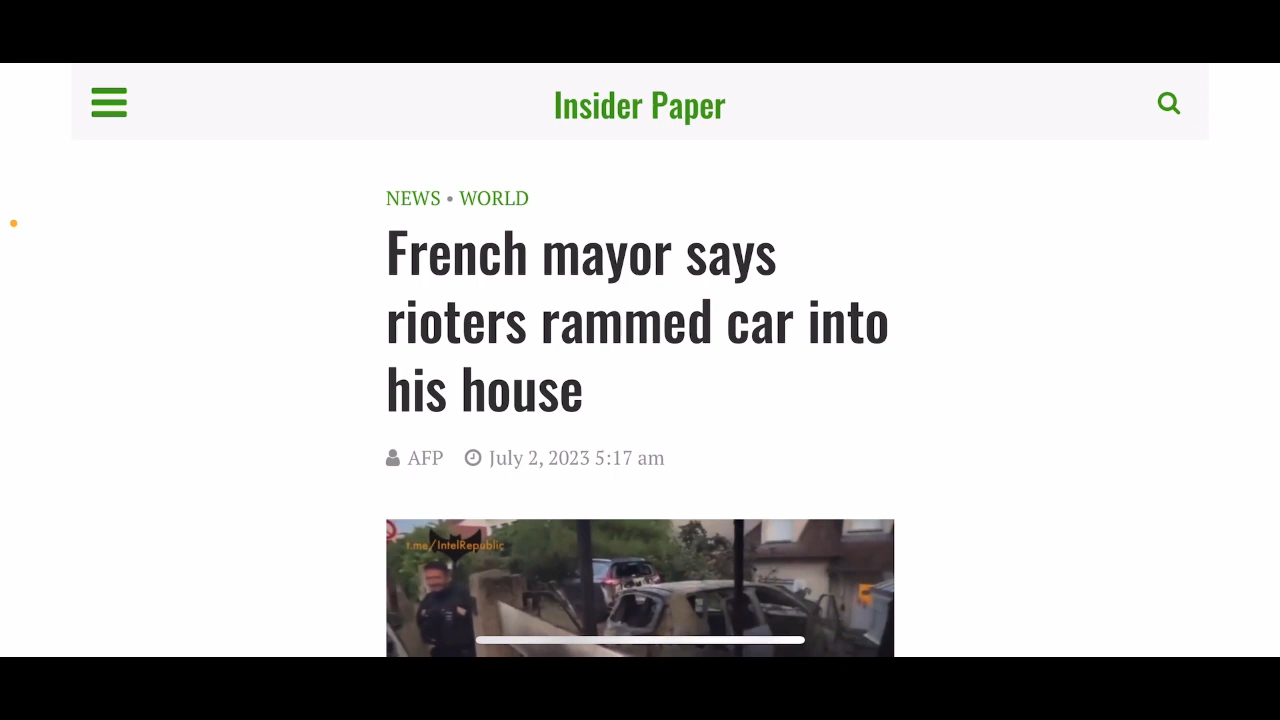 Insider Paper
NEWS • WORLD
French mayor says
rioters rammed car into
his house
AFP July 2, 2023 5:17 am
t.me/IntelRepublic